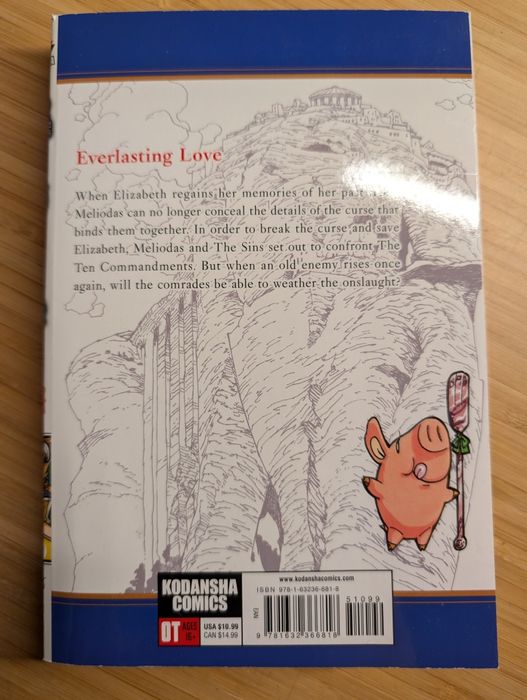 Everlasting Love
When Elizabeth regains her memories of her past
Meliodas can no longer conceal the details of the curse that
binds them together. In order to break the curse and save
Elizabeth, Meliodas and The Sins set out to confront The
Ten Commandments. But when an old enemy rises once
again, will the comrades be able to weather the onslaught?
KODANSHA
COMICS
OT AGES
16+
USA $10.99
CAN $14.99
www.kodanshacomics.com
ISBN 978-1-63236-681-8
51099
EAN
9 781632 366818